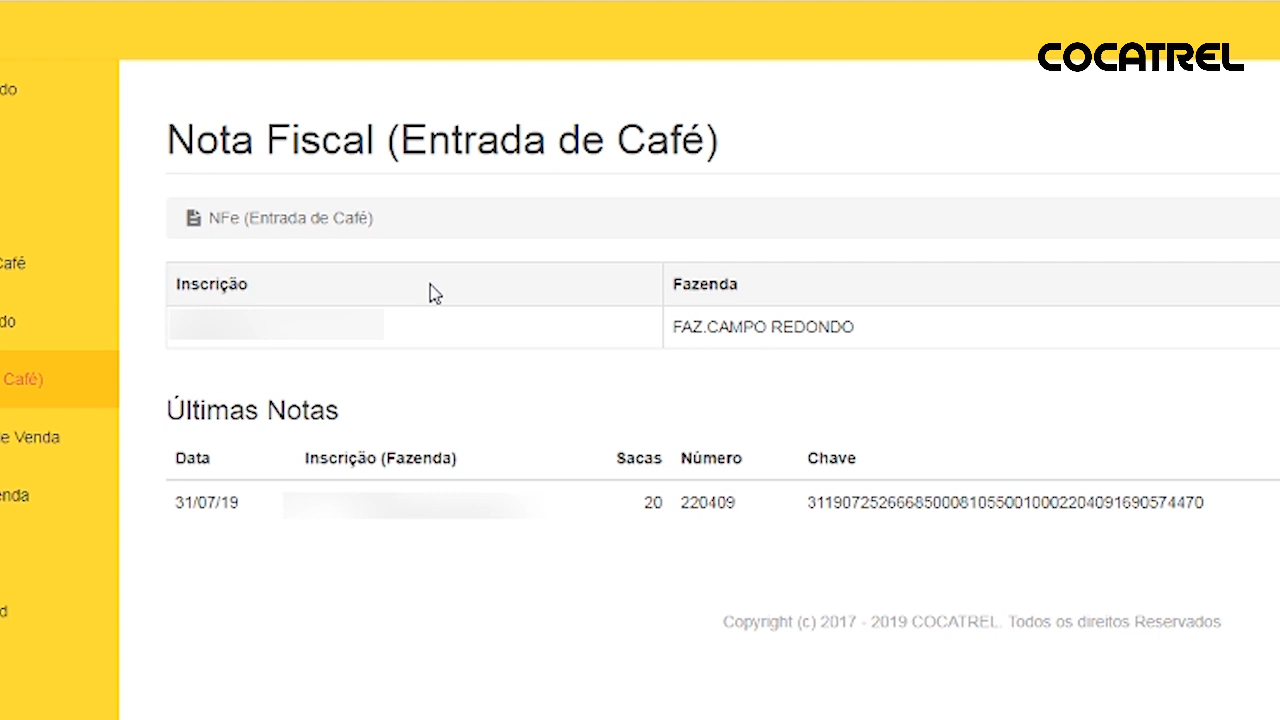 COCATREL
do
Nota Fiscal (Entrada de Café)
NFe (Entrada de Café)
Café
Inscrição Fazenda
do
FAZ.CAMPO REDONDO
Café)
Últimas Notas
e Venda
Data Inscrição (Fazenda) Sacas Número Chave
enda
31/07/19 20 220409 31190725266685000810550010002204091690574470
d
Copyright (c) 2017 - 2019 COCATREL. Todos os direitos Reservados